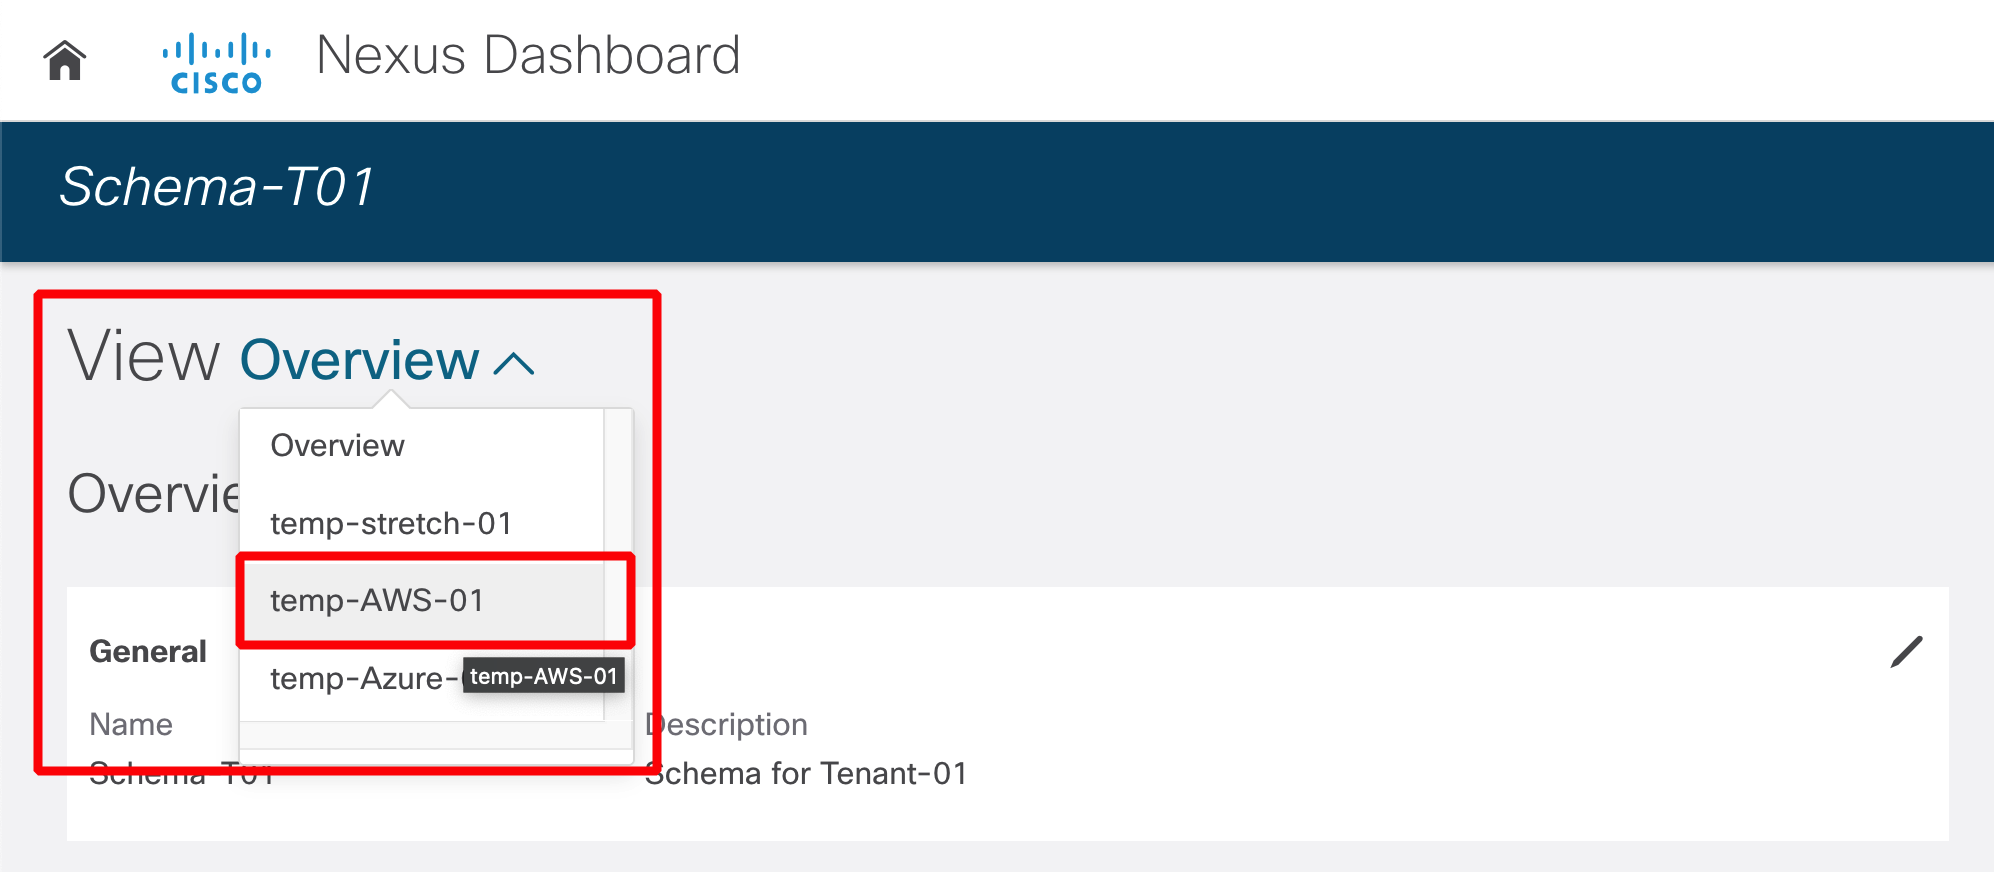 CISCO Nexus Dashboard
Schema-T01
View Overview
Overview
temp-stretch-01
temp-AWS-01
temp-Azure-
temp-AWS-01
General
Name
Description
Schema-T01
Schema for Tenant-01